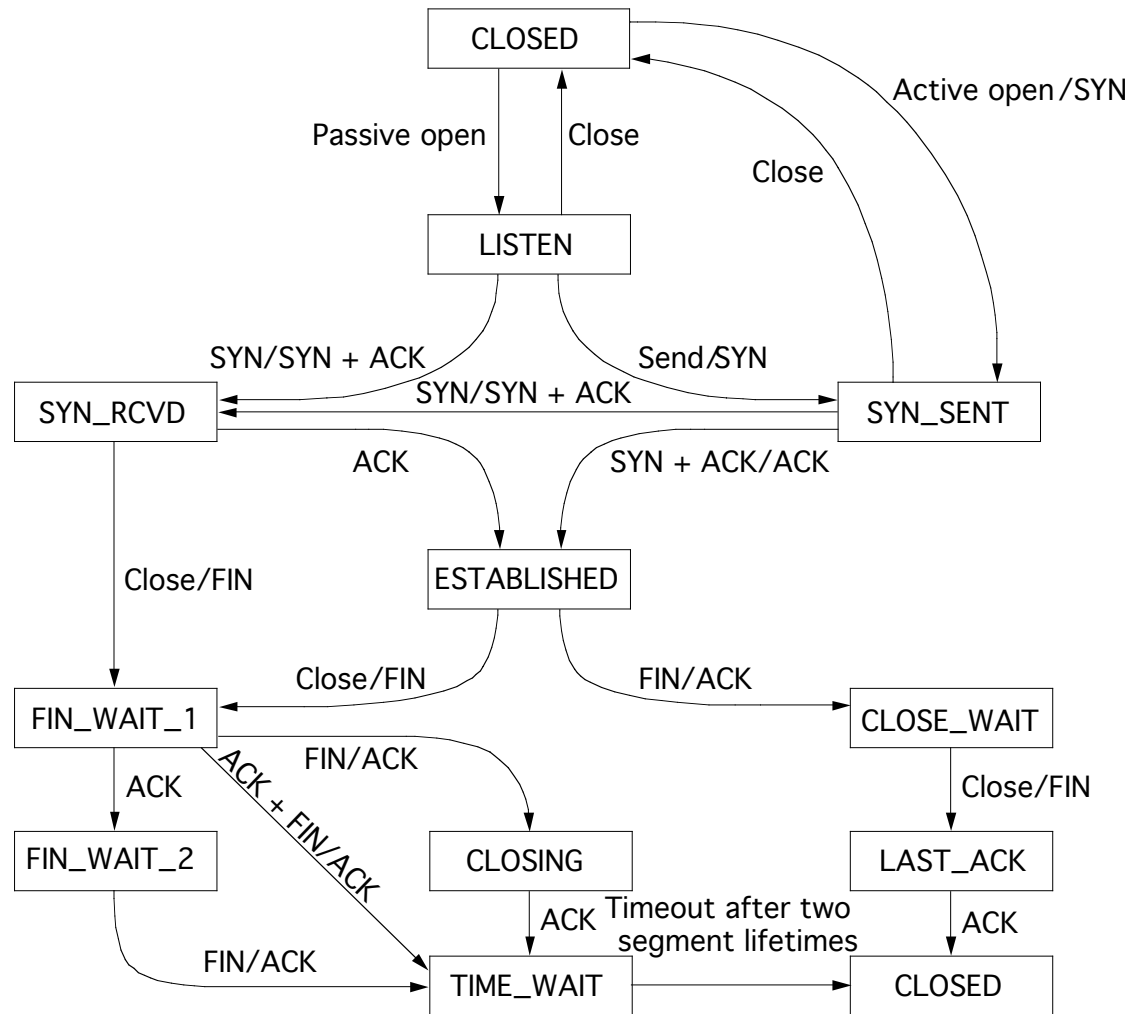 CLOSED
Active open/SYN
Passive open
Close
Close
LISTEN
SYN/SYN + ACK
Send/SYN
SYN/SYN + ACK
SYN_RCVD
SYN_SENT
ACK
SYN + ACK/ACK
Close/FIN
ESTABLISHED
Close/FIN
FIN/ACK
FIN_WAIT_1
CLOSE_WAIT
FIN/ACK
ACK
ACK + FIN/ACK
Close/FIN
FIN_WAIT_2
CLOSING
LAST_ACK
ACK
Timeout after two
segment lifetimes
ACK
FIN/ACK
TIME_WAIT
CLOSED